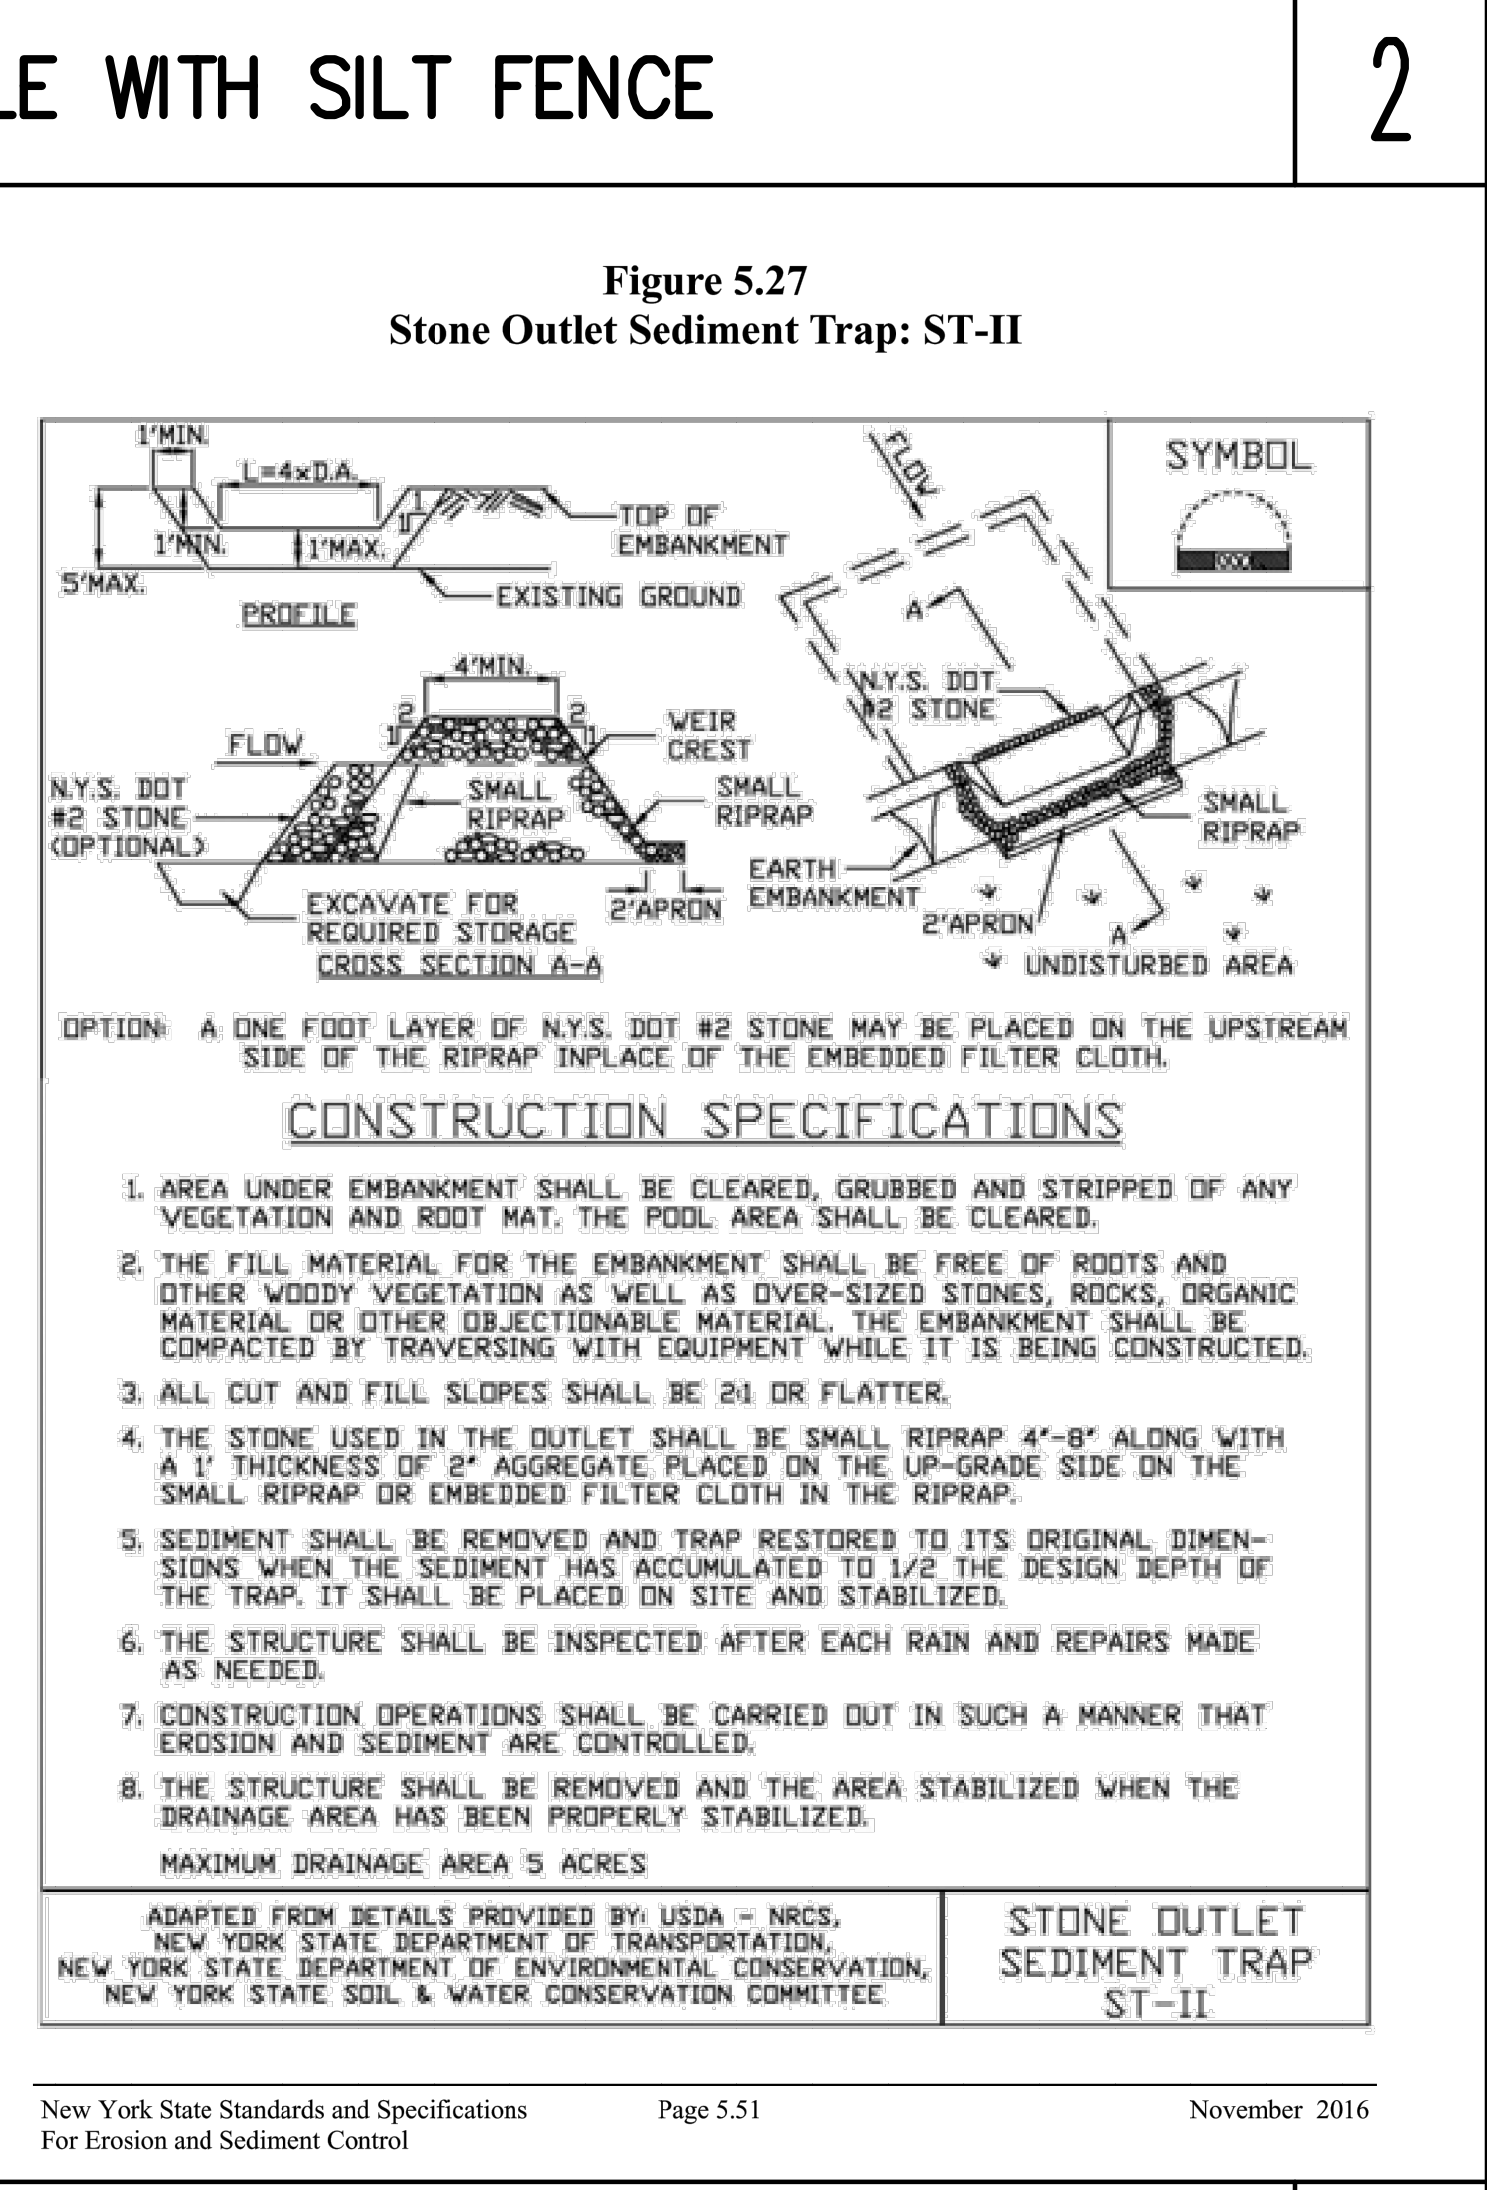 LE WITH SILT FENCE
2
Figure 5.27
Stone Outlet Sediment Trap: ST-II
1'MIN.
L=4xD.A.
1
1
1'MIN.
1'MAX.
5'MAX.
TOP OF
EMBANKMENT
EXISTING GROUND
PROFILE
FLOW
SYMBOL
A
N.Y.S. DOT
#2 STONE
4'MIN.
2
1
2
1
FLOW
WEIR
CREST
N.Y.S. DOT
#2 STONE
(OPTIONAL)
SMALL
RIPRAP
SMALL
RIPRAP
SMALL
RIPRAP
EARTH
EMBANKMENT
EXCAVATE FOR
REQUIRED STORAGE
2'APRON
2'APRON
A
CROSS SECTION A-A
UNDISTURBED AREA
OPTION: A ONE FOOT LAYER OF N.Y.S. DOT #2 STONE MAY BE PLACED ON THE UPSTREAM
SIDE OF THE RIPRAP INPLACE OF THE EMBEDDED FILTER CLOTH.
CONSTRUCTION SPECIFICATIONS
1. AREA UNDER EMBANKMENT SHALL BE CLEARED, GRUBBED AND STRIPPED OF ANY
VEGETATION AND ROOT MAT. THE POOL AREA SHALL BE CLEARED.
2. THE FILL MATERIAL FOR THE EMBANKMENT SHALL BE FREE OF ROOTS AND
OTHER WOODY VEGETATION AS WELL AS OVER-SIZED STONES, ROCKS, ORGANIC
MATERIAL OR OTHER OBJECTIONABLE MATERIAL. THE EMBANKMENT SHALL BE
COMPACTED BY TRAVERSING WITH EQUIPMENT WHILE IT IS BEING CONSTRUCTED.
3. ALL CUT AND FILL SLOPES SHALL BE 2:1 OR FLATTER.
4. THE STONE USED IN THE OUTLET SHALL BE SMALL RIPRAP 4"-8" ALONG WITH
A 1' THICKNESS OF 2" AGGREGATE PLACED ON THE UP-GRADE SIDE ON THE
SMALL RIPRAP OR EMBEDDED FILTER CLOTH IN THE RIPRAP.
5. SEDIMENT SHALL BE REMOVED AND TRAP RESTORED TO ITS ORIGINAL DIMEN-
SIONS WHEN THE SEDIMENT HAS ACCUMULATED TO 1/2 THE DESIGN DEPTH OF
THE TRAP. IT SHALL BE PLACED ON SITE AND STABILIZED.
6. THE STRUCTURE SHALL BE INSPECTED AFTER EACH RAIN AND REPAIRS MADE
AS NEEDED.
7. CONSTRUCTION OPERATIONS SHALL BE CARRIED OUT IN SUCH A MANNER THAT
EROSION AND SEDIMENT ARE CONTROLLED.
8. THE STRUCTURE SHALL BE REMOVED AND THE AREA STABILIZED WHEN THE
DRAINAGE AREA HAS BEEN PROPERLY STABILIZED.
MAXIMUM DRAINAGE AREA 5 ACRES
ADAPTED FROM DETAILS PROVIDED BY: USDA - NRCS,
NEW YORK STATE DEPARTMENT OF TRANSPORTATION,
NEW YORK STATE DEPARTMENT OF ENVIRONMENTAL CONSERVATION,
NEW YORK STATE SOIL & WATER CONSERVATION COMMITTEE
STONE OUTLET
SEDIMENT TRAP
ST-II
New York State Standards and Specifications Page 5.51 November 2016
For Erosion and Sediment Control